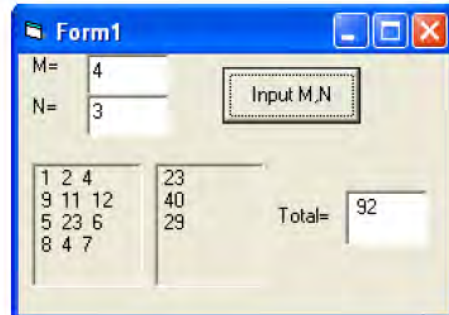 Form1
M= 4
Input M,N
N= 3
1 2 4
9 11 12
5 23 6
8 4 7
23
40
29
Total= 92